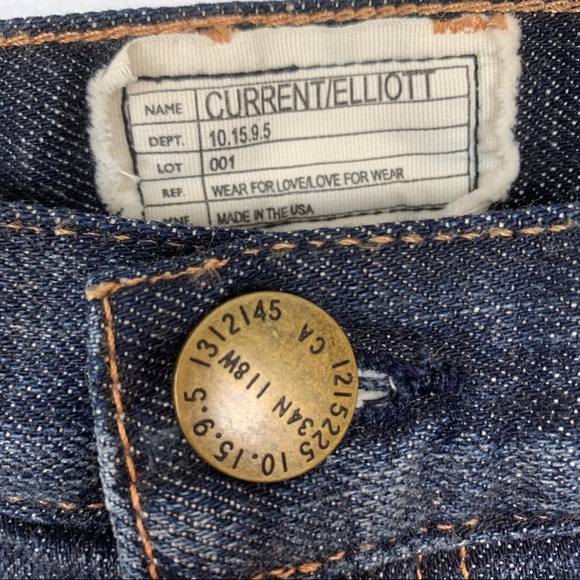 NAME CURRENT/ELLIOTT
DEPT. 10.15.9.5
LOT 001
REF. WEAR FOR LOVE/LOVE FOR WEAR
MNF MADE IN THE USA
1312145 1215225 10.15.9.5
CA
34N 118W